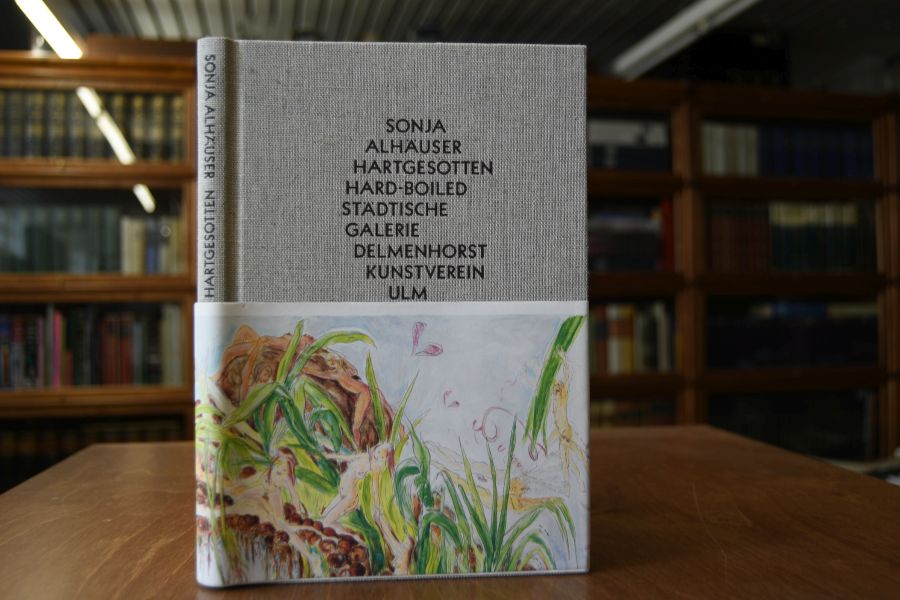 SONJA
ALHÄUSER
HARTGESOTTEN
HARD-BOILED
STÄDTISCHE
GALERIE
DELMENHORST
KUNSTVEREIN
ULM
SONJA ALHÄUSER HARTGESOTTEN